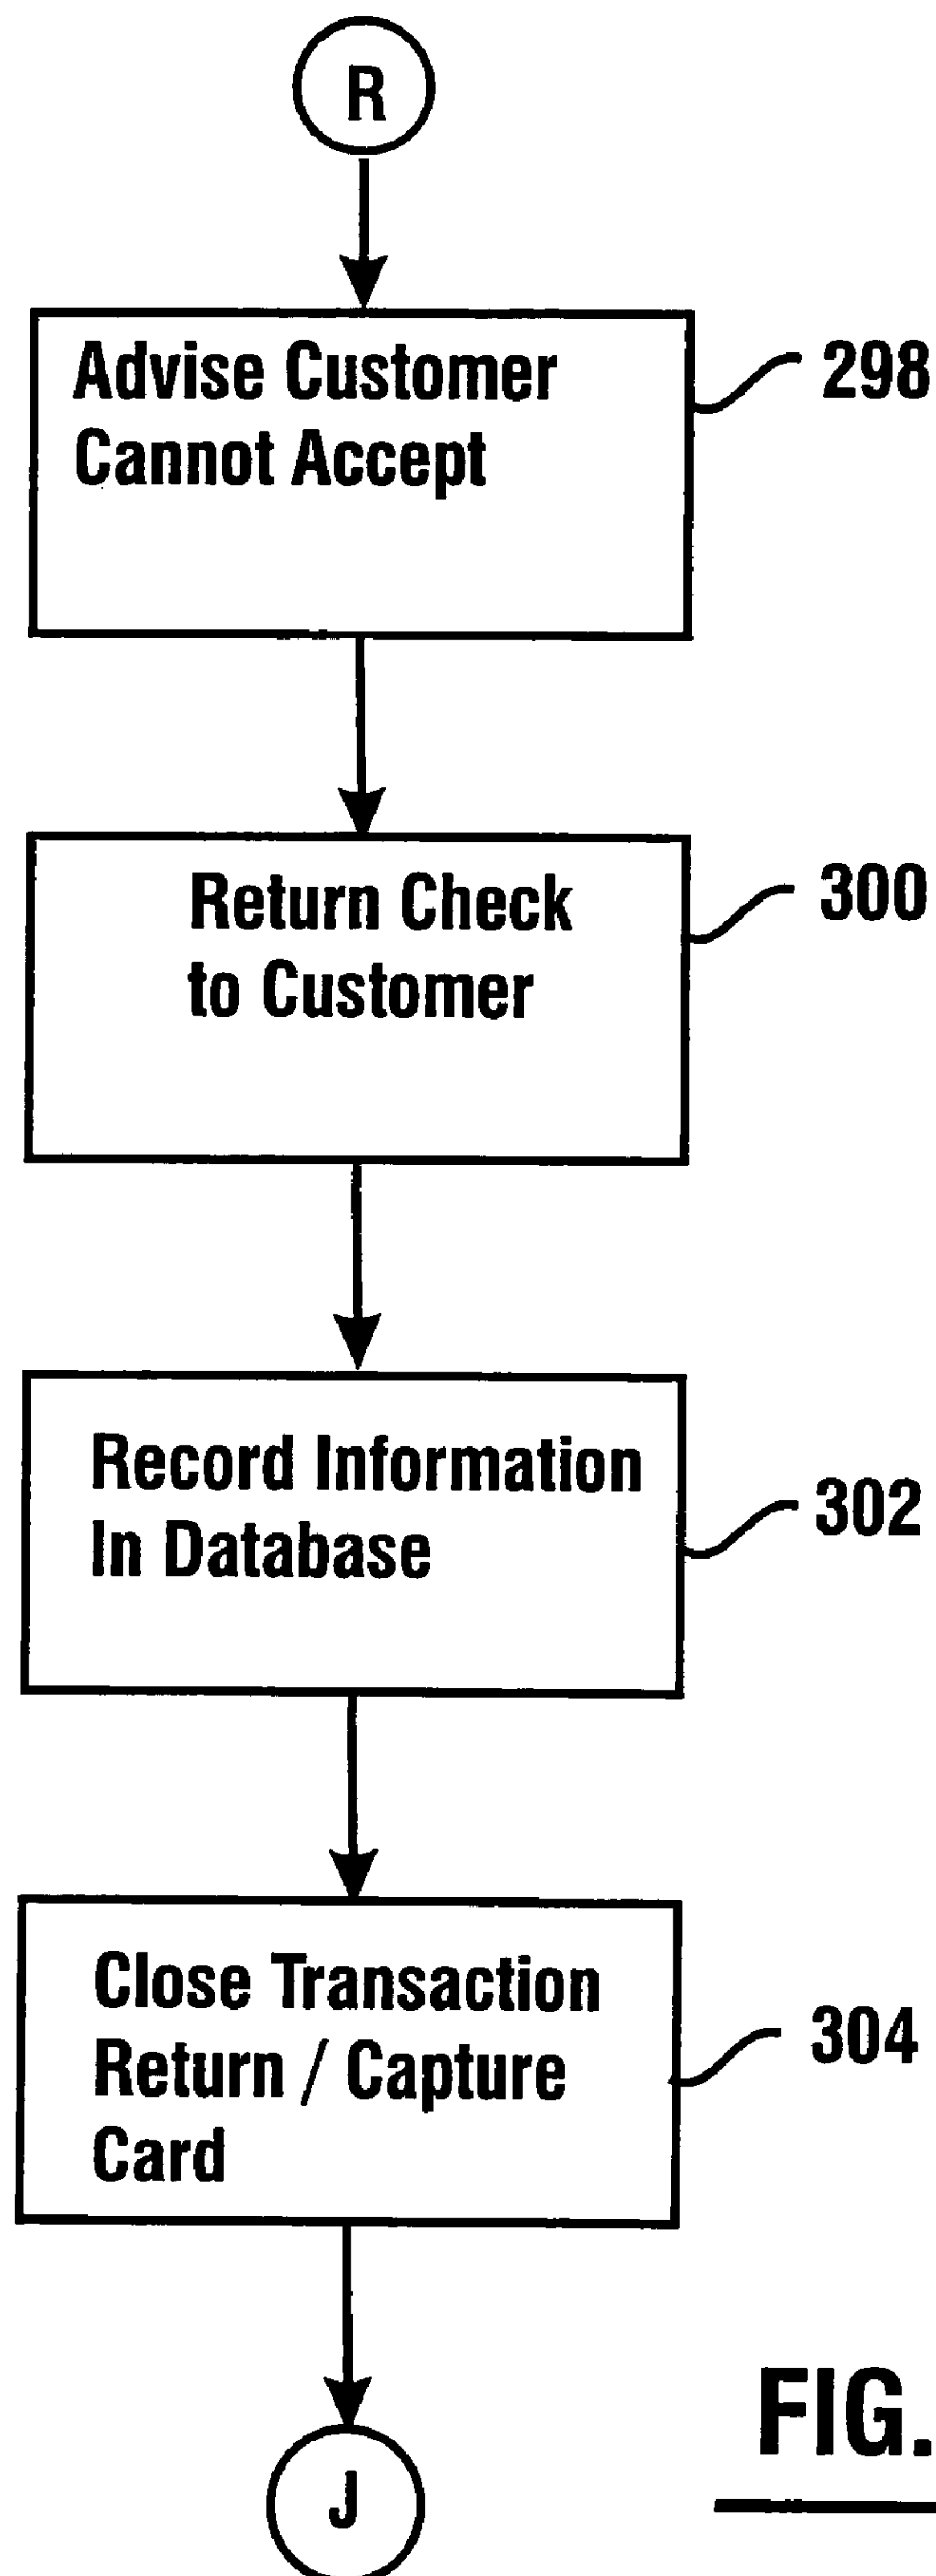 R
Advise Customer
Cannot Accept
298
Return Check
to Customer
300
Record Information
In Database
302
Close Transaction
Return / Capture
Card
304
FIG.
J